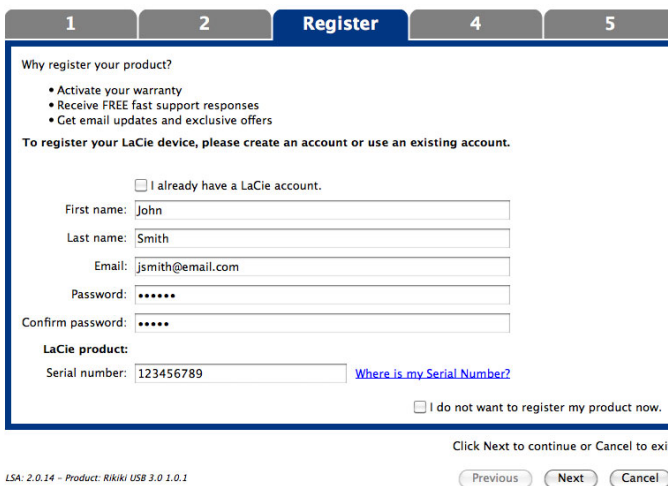 1 2 Register 4 5
Why register your product?
• Activate your warranty
• Receive FREE fast support responses
• Get email updates and exclusive offers
To register your LaCie device, please create an account or use an existing account.
I already have a LaCie account.
First name: John
Last name: Smith
Email: jsmith@email.com
Password: ••••••
Confirm password: •••••
LaCie product:
Serial number: 123456789 Where is my Serial Number?
I do not want to register my product now.
Click Next to continue or Cancel to exi
LSA: 2.0.14 – Product: Rikiki USB 3.0 1.0.1 Previous Next Cancel